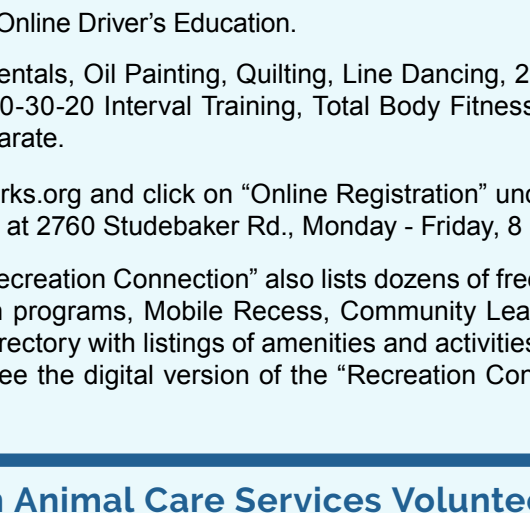 Online Driver’s Education.
entals, Oil Painting, Quilting, Line Dancing, 2
0-30-20 Interval Training, Total Body Fitness
arate.
rks.org and click on “Online Registration” und
at 2760 Studebaker Rd., Monday - Friday, 8
ecreation Connection” also lists dozens of free
programs, Mobile Recess, Community Lea
rectory with listings of amenities and activities
ee the digital version of the “Recreation Con
Animal Care Services Voluntee